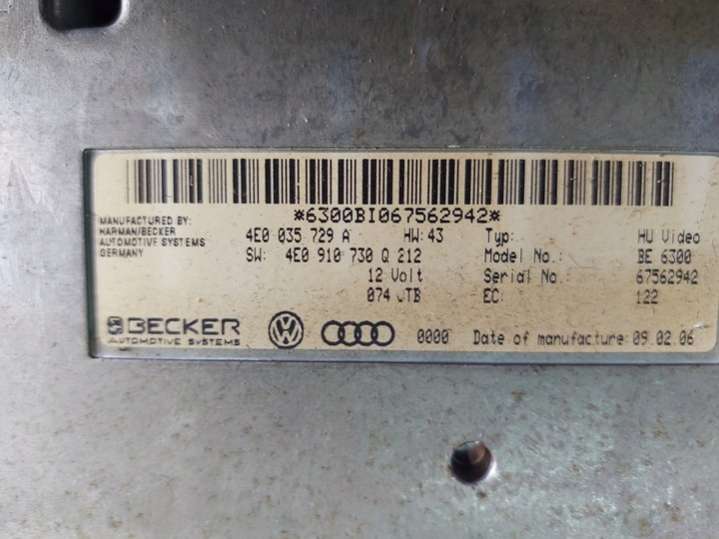 *6300BI067562942*
MANUFACTURED BY:
HARMAN/BECKER
AUTOMOTIVE SYSTEMS
GERMANY
4E0 035 729 A HW: 43 Typ: HU Video
SW: 4E0 910 730 Q 212 Model No.: BE 6300
12 Volt Serial No. 67562942
074 TB EC: 122
BECKER
AUTOMOTIVE SYSTEMS
0000 Date of manufacture: 09.02.06